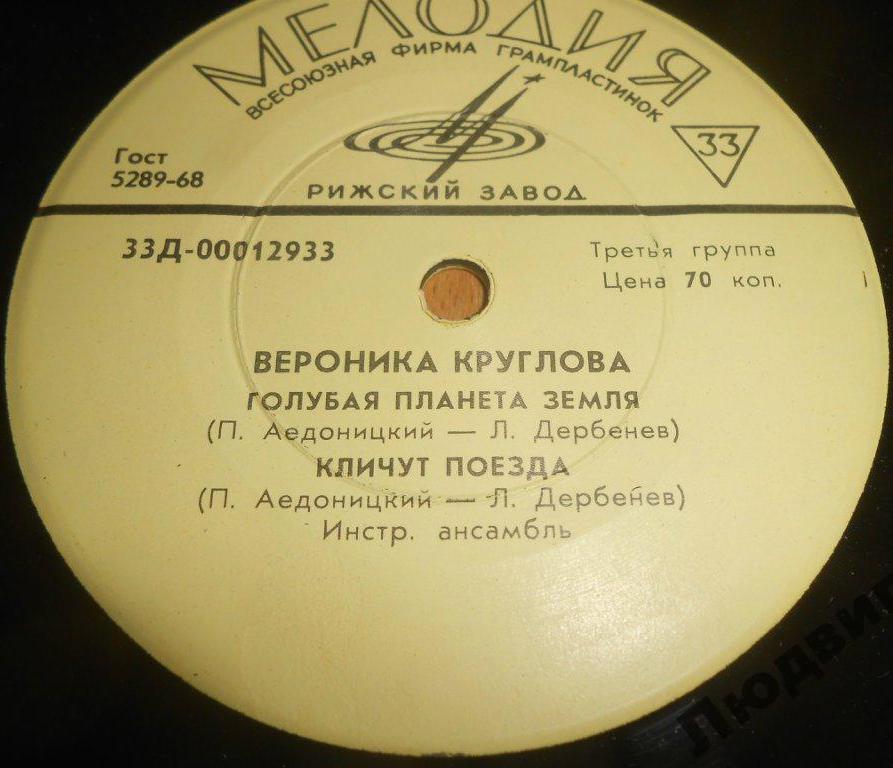 МЕЛОДИЯ
ВСЕСОЮЗНАЯ ФИРМА ГРАМПЛАСТИНОК
33
Гост
5289-68
РИЖСКИЙ ЗАВОД
33Д-00012933
Третья группа
Цена 70 коп.
ВЕРОНИКА КРУГЛОВА
ГОЛУБАЯ ПЛАНЕТА ЗЕМЛЯ
(П. Аедоницкий — Л. Дербенев)
КЛИЧУТ ПОЕЗДА
(П. Аедоницкий — Л. Дербенев)
Инстр. ансамбль